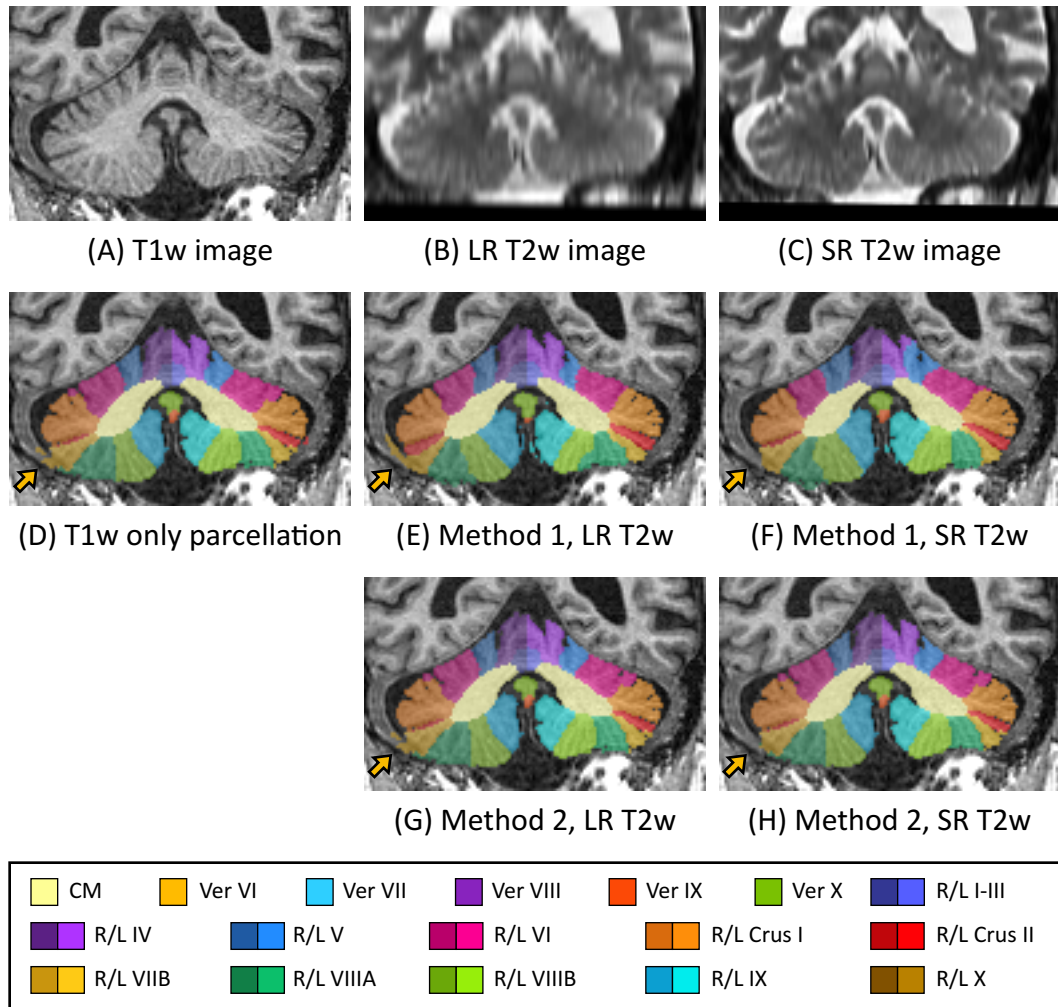 (A) T1w image
(B) LR T2w image
(C) SR T2w image
(D) T1w only parcellation
(E) Method 1, LR T2w
(F) Method 1, SR T2w
(G) Method 2, LR T2w
(H) Method 2, SR T2w
CM
Ver VI
Ver VII
Ver VIII
Ver IX
Ver X
R/L I-III
R/L IV
R/L V
R/L VI
R/L Crus I
R/L Crus II
R/L VIIB
R/L VIIIA
R/L VIIIB
R/L IX
R/L X